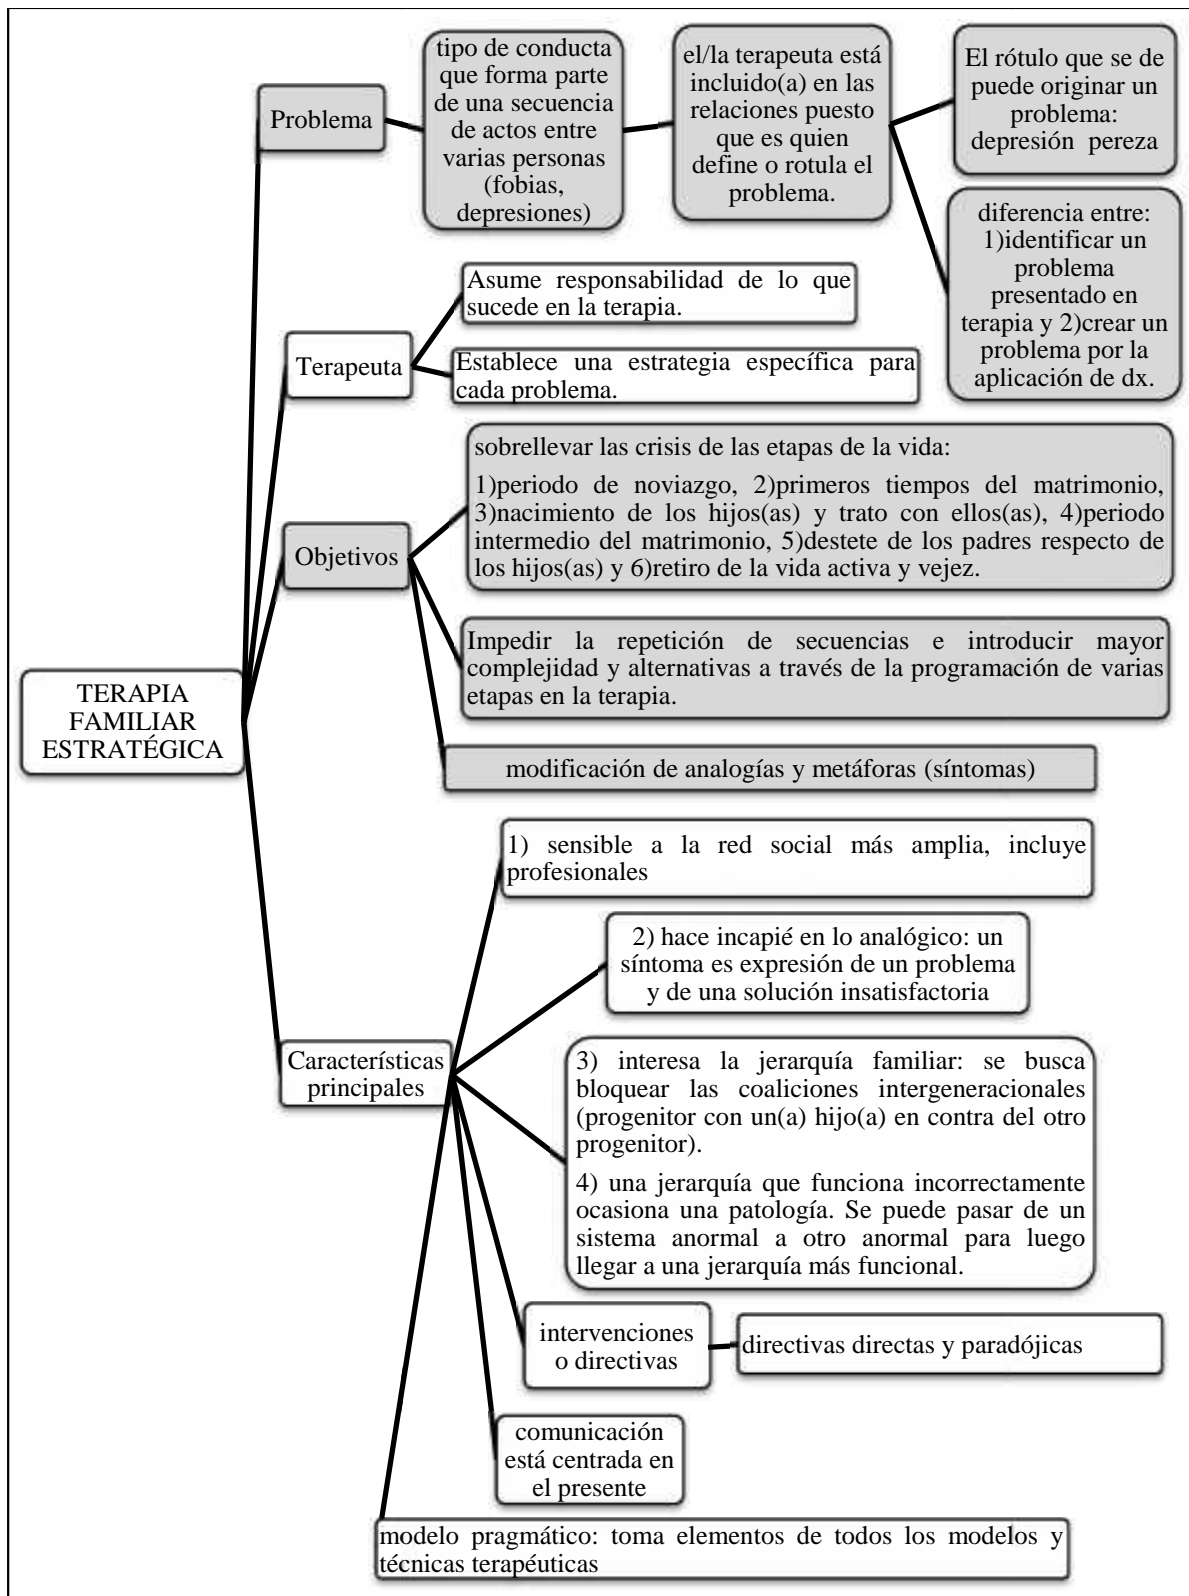 TERAPIA
FAMILIAR
ESTRATÉGICA
Problema
tipo de conducta
que forma parte
de una secuencia
de actos entre
varias personas
(fobias,
depresiones)
el/la terapeuta está
incluido(a) en las
relaciones puesto
que es quien
define o rotula el
problema.
El rótulo que se de
puede originar un
problema:
depresión pereza
diferencia entre:
1)identificar un
problema
presentado en
terapia y 2)crear un
problema por la
aplicación de dx.
Terapeuta
Asume responsabilidad de lo que
sucede en la terapia.
Establece una estrategia específica para
cada problema.
Objetivos
sobrellevar las crisis de las etapas de la vida:
1)periodo de noviazgo, 2)primeros tiempos del matrimonio,
3)nacimiento de los hijos(as) y trato con ellos(as), 4)periodo
intermedio del matrimonio, 5)destete de los padres respecto de
los hijos(as) y 6)retiro de la vida activa y vejez.
Impedir la repetición de secuencias e introducir mayor
complejidad y alternativas a través de la programación de varias
etapas en la terapia.
modificación de analogías y metáforas (síntomas)
Características
principales
1) sensible a la red social más amplia, incluye
profesionales
2) hace incapié en lo analógico: un
síntoma es expresión de un problema
y de una solución insatisfactoria
3) interesa la jerarquía familiar: se busca
bloquear las coaliciones intergeneracionales
(progenitor con un(a) hijo(a) en contra del otro
progenitor).
4) una jerarquía que funciona incorrectamente
ocasiona una patología. Se puede pasar de un
sistema anormal a otro anormal para luego
llegar a una jerarquía más funcional.
intervenciones
o directivas
directivas directas y paradójicas
comunicación
está centrada en
el presente
modelo pragmático: toma elementos de todos los modelos y
técnicas terapéuticas